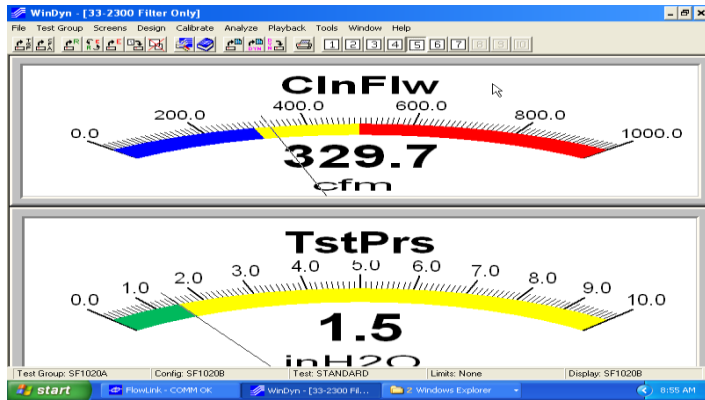 WinDyn - [33-2300 Filter Only]
File Test Group Screens Design Calibrate Analyze Playback Tools Window Help
1 2 3 4 5 6 7 8 9 10
ClnFlw
0.0 200.0 400.0 600.0 800.0 1000.0
329.7
cfm
TstPrs
0.0 1.0 2.0 3.0 4.0 5.0 6.0 7.0 8.0 9.0 10.0
1.5
inH2O
Test Group: SF1020A Config: SF1020B Test: STANDARD Limits: None Display: SF1020B
start FlowLink - COMM OK WinDyn - [33-2300 Fil... 2 Windows Explorer 8:55 AM